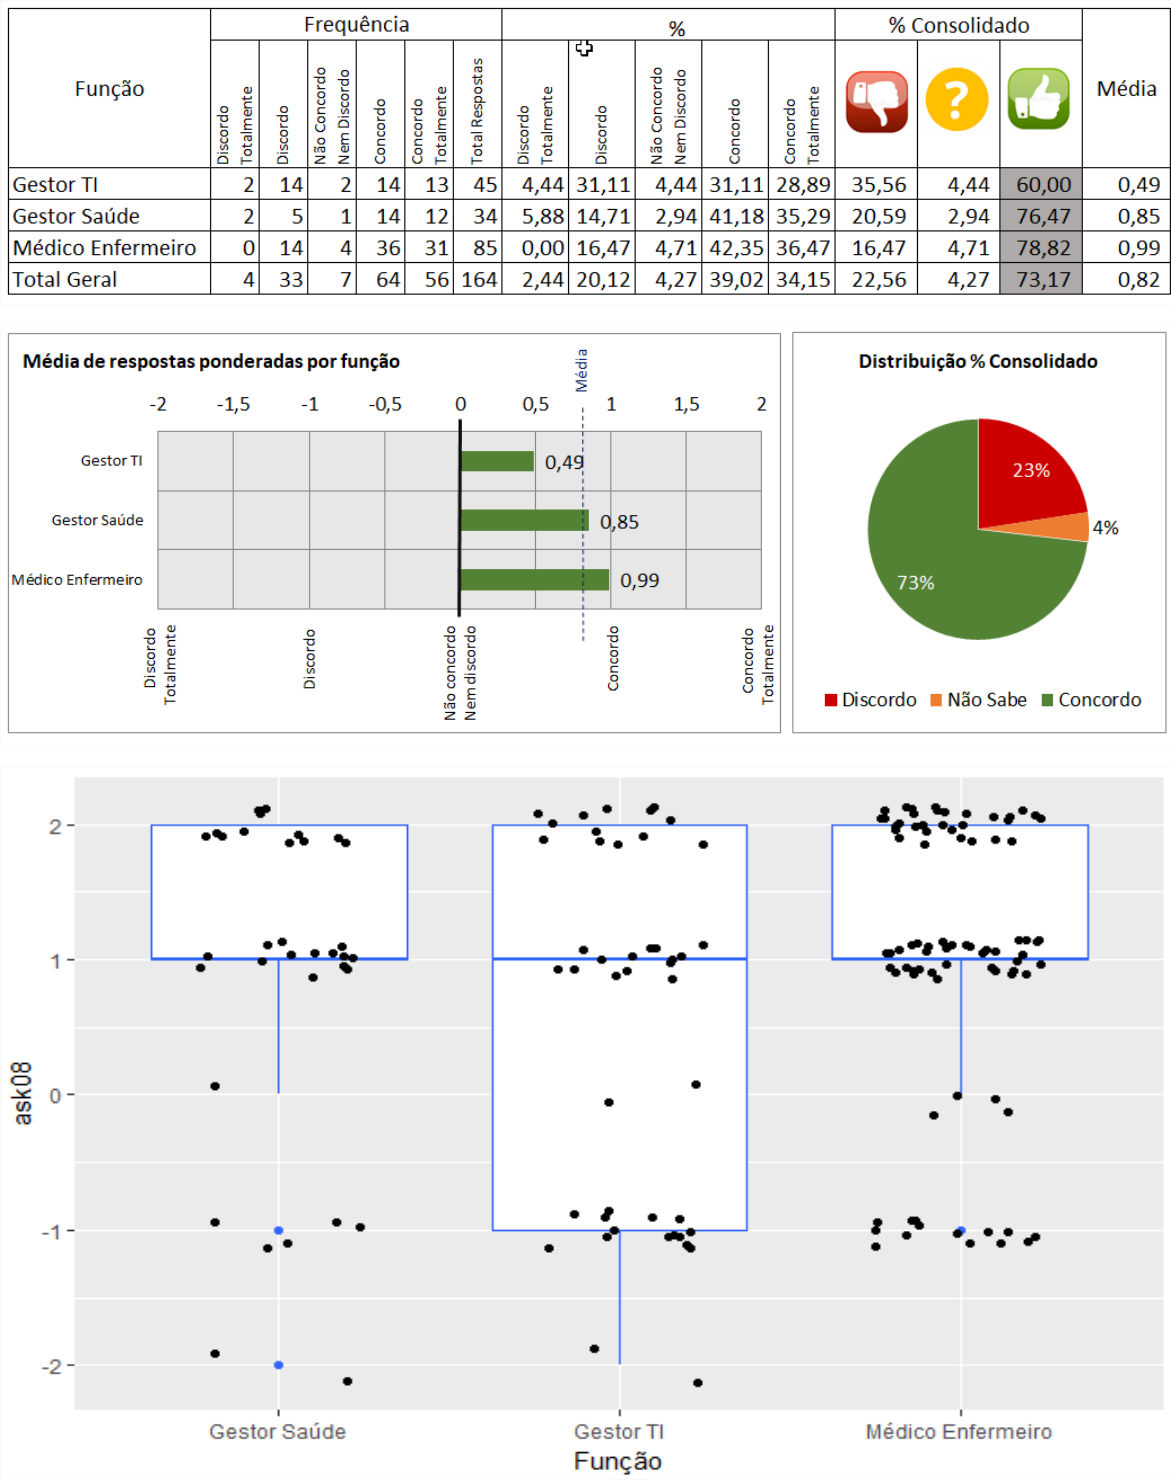 Frequência % % Consolidado
Função Discordo Totalmente Discordo Não Concordo Nem Discordo Concordo Concordo Totalmente Total Respostas Discordo Totalmente Discordo Não Concordo Nem Discordo Concordo Concordo Totalmente ? Média
Gestor TI 2 14 2 14 13 45 4,44 31,11 4,44 31,11 28,89 35,56 4,44 60,00 0,49
Gestor Saúde 2 5 1 14 12 34 5,88 14,71 2,94 41,18 35,29 20,59 2,94 76,47 0,85
Médico Enfermeiro 0 14 4 36 31 85 0,00 16,47 4,71 42,35 36,47 16,47 4,71 78,82 0,99
Total Geral 4 33 7 64 56 164 2,44 20,12 4,27 39,02 34,15 22,56 4,27 73,17 0,82
Média de respostas ponderadas por função
Média
-2 -1,5 -1 -0,5 0 0,5 1 1,5 2
Gestor TI 0,49
Gestor Saúde 0,85
Médico Enfermeiro 0,99
Discordo Totalmente Discordo Não concordo Nem discordo Concordo Concordo Totalmente
Distribuição % Consolidado
23%
4%
73%
Discordo Não Sabe Concordo
2
1
0
-1
-2
ask08
Gestor Saúde Gestor TI Médico Enfermeiro
Função